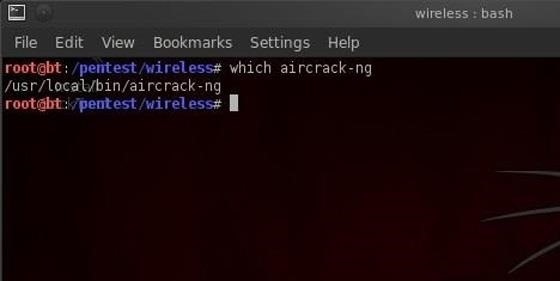 wireless : bash
File Edit View Bookmarks Settings Help
root@bt:/pentest/wireless# which aircrack-ng
/usr/local/bin/aircrack-ng
root@bt:/pentest/wireless#